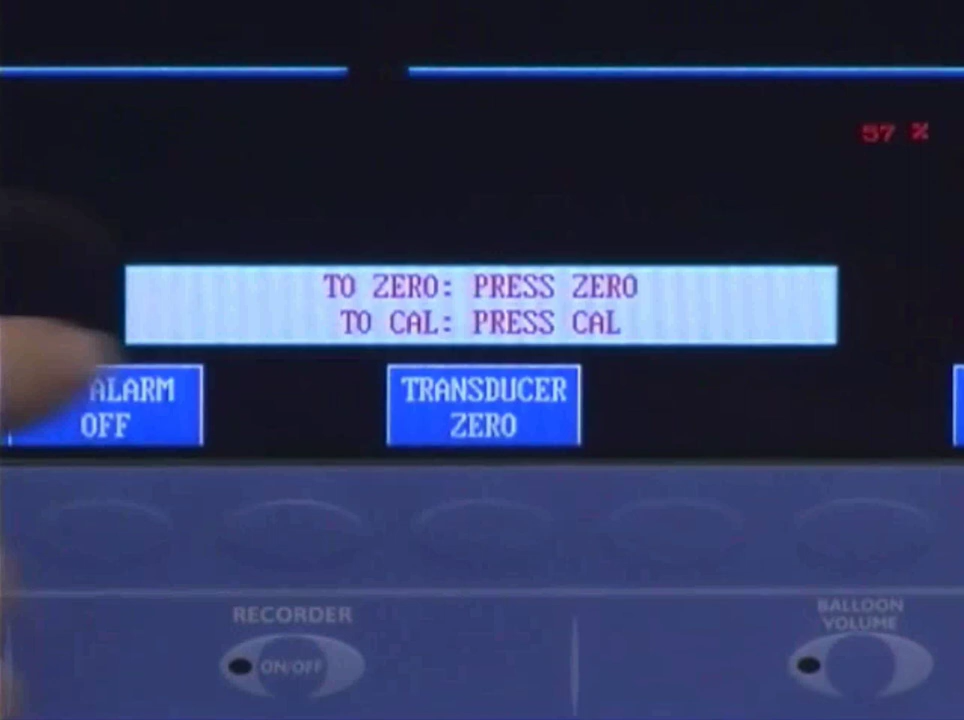 57 %
TO ZERO: PRESS ZERO
TO CAL: PRESS CAL
ALARM
OFF
TRANSDUCER
ZERO
RECORDER
ON/OFF
BALLOON
VOLUME